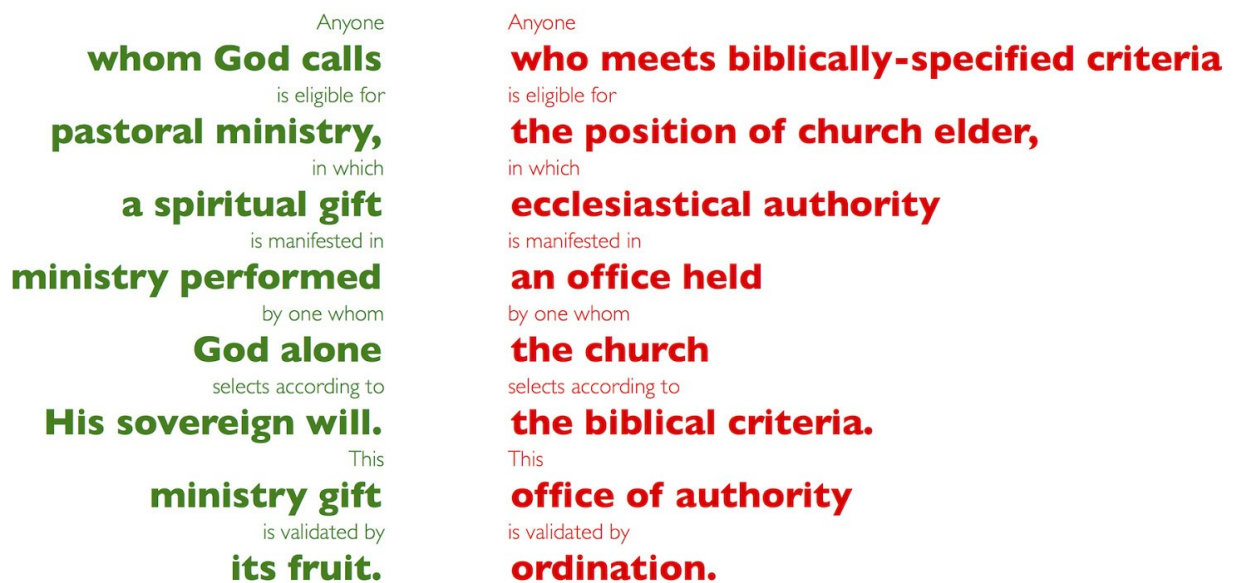 Anyone
whom God calls
is eligible for
pastoral ministry,
in which
a spiritual gift
is manifested in
ministry performed
by one whom
God alone
selects according to
His sovereign will.
This
ministry gift
is validated by
its fruit.
Anyone
who meets biblically-specified criteria
is eligible for
the position of church elder,
in which
ecclesiastical authority
is manifested in
an office held
by one whom
the church
selects according to
the biblical criteria.
This
office of authority
is validated by
ordination.